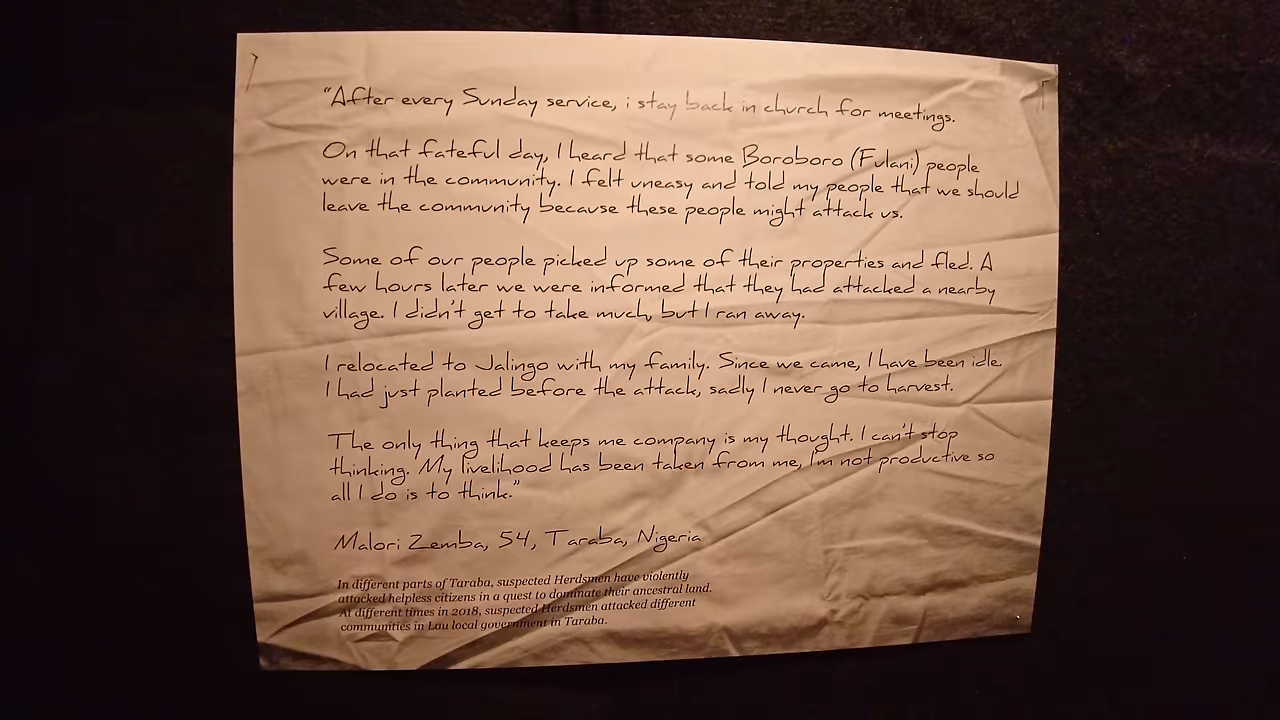 “After every Sunday service, i stay back in church for meetings.
On that fateful day, I heard that some Boroboro (Fulani) people
were in the community. I felt uneasy and told my people that we should
leave the community because these people might attack us.
Some of our people picked up some of their properties and fled. A
few hours later we were informed that they had attacked a nearby
village. I didn't get to take much, but I ran away.
I relocated to Jalingo with my family. Since we came, I have been idle.
I had just planted before the attack, sadly I never go to harvest.
The only thing that keeps me company is my thought. I can't stop
thinking. My livelihood has been taken from me, I'm not productive so
all I do is to think.”
Malori Zemba, 54, Taraba, Nigeria
In different parts of Taraba, suspected Herdsmen have violently
attacked helpless citizens in a quest to dominate their ancestral land.
At different times in 2018, suspected Herdsmen attacked different
communities in Lau local government in Taraba.